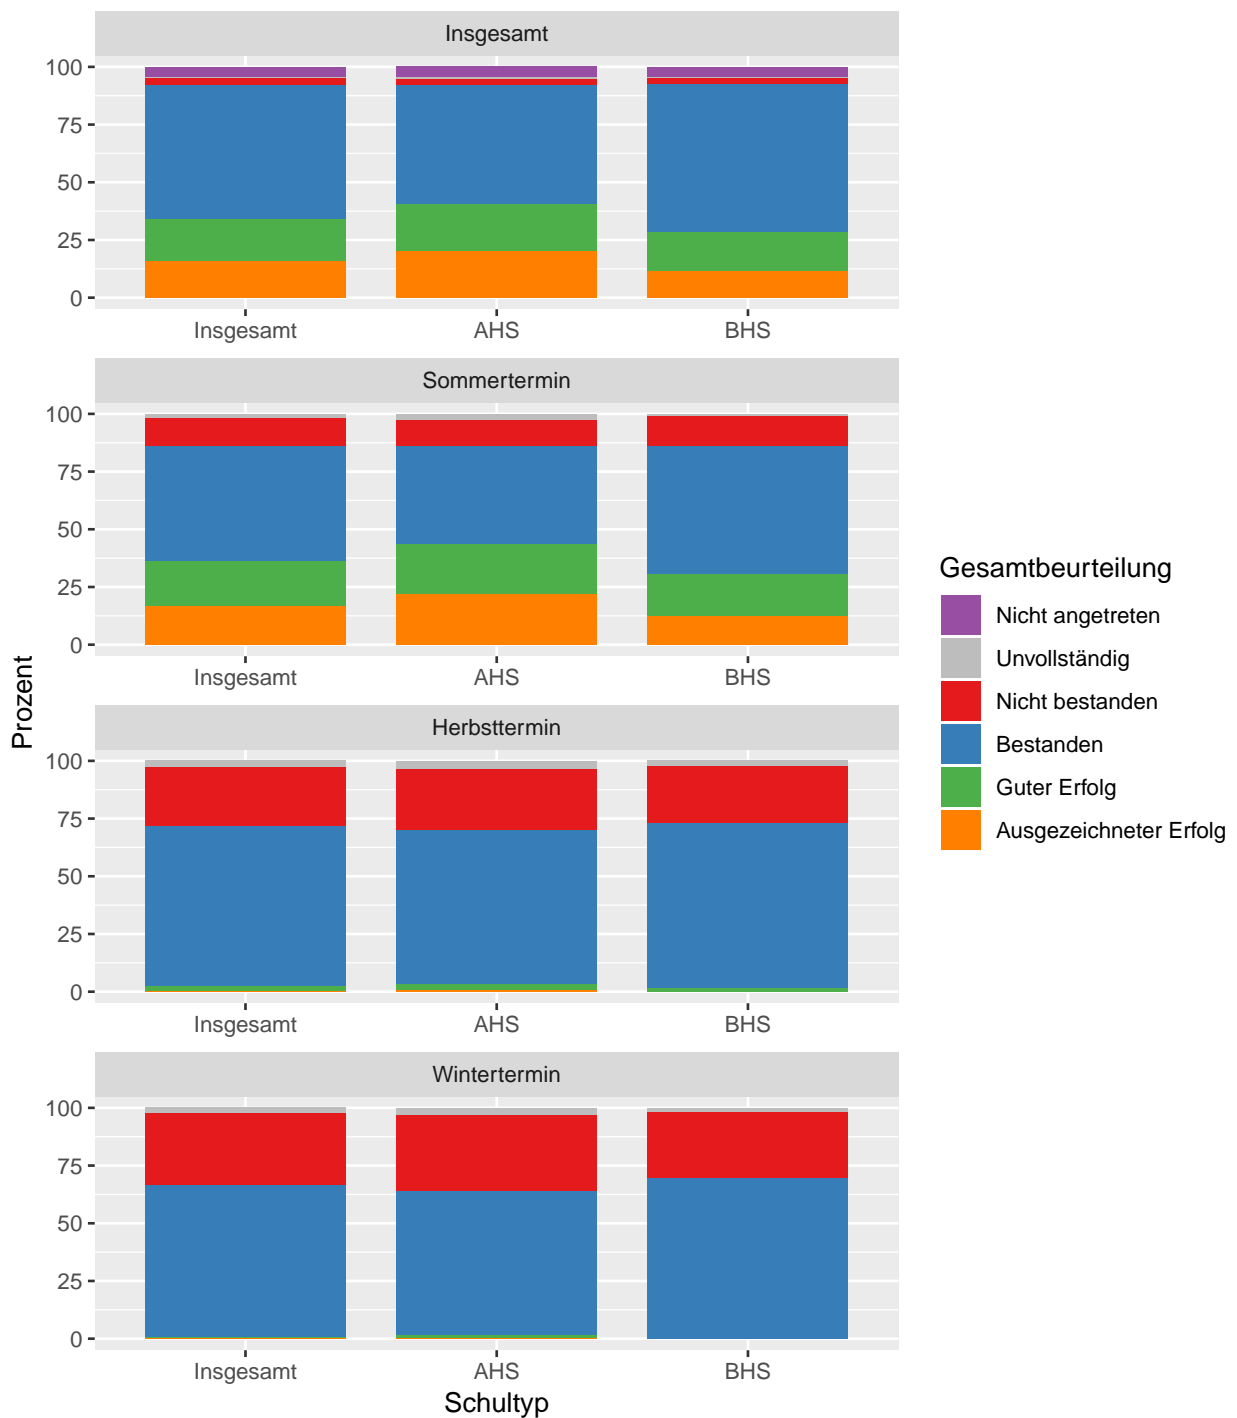 Insgesamt
100
75
50
25
0
Insgesamt AHS BHS
Sommertermin
100
75
50
25
0
Insgesamt AHS BHS
Herbsttermin
100
75
50
25
0
Insgesamt AHS BHS
Wintertermin
100
75
50
25
0
Insgesamt AHS BHS
Schultyp
Prozent
Gesamtbeurteilung
Nicht angetreten
Unvollständig
Nicht bestanden
Bestanden
Guter Erfolg
Ausgezeichneter Erfolg